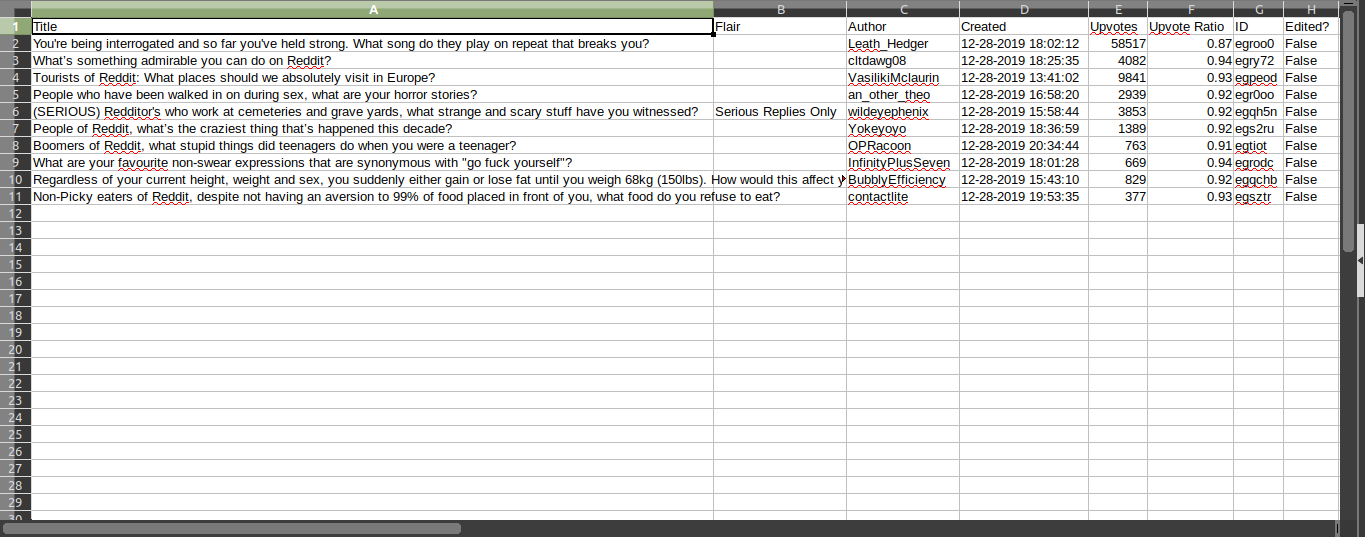 A B C D E F G H
1 Title Flair Author Created Upvotes Upvote Ratio ID Edited?
2 You're being interrogated and so far you've held strong. What song do they play on repeat that breaks you? Leath_Hedger 12-28-2019 18:02:12 58517 0.87 egroo0 False
3 What's something admirable you can do on Reddit? cltdawg08 12-28-2019 18:25:35 4082 0.94 egry72 False
4 Tourists of Reddit: What places should we absolutely visit in Europe? VasilikiMclaurin 12-28-2019 13:41:02 9841 0.93 egpeod False
5 People who have been walked in on during sex, what are your horror stories? an_other_theo 12-28-2019 16:58:20 2939 0.92 egr0oo False
6 (SERIOUS) Redditor's who work at cemeteries and grave yards, what strange and scary stuff have you witnessed? Serious Replies Only wildeyephenix 12-28-2019 15:58:44 3853 0.92 egqh5n False
7 People of Reddit, what's the craziest thing that's happened this decade? Yokeyoyo 12-28-2019 18:36:59 1389 0.92 egs2ru False
8 Boomers of Reddit, what stupid things did teenagers do when you were a teenager? OPRacoon 12-28-2019 20:34:44 763 0.91 egtiot False
9 What are your favourite non-swear expressions that are synonymous with "go fuck yourself"? InfinityPlusSeven 12-28-2019 18:01:28 669 0.94 egrodc False
10 Regardless of your current height, weight and sex, you suddenly either gain or lose fat until you weigh 68kg (150lbs). How would this affect y BubblyEfficiency 12-28-2019 15:43:10 829 0.92 False
11 Non-Picky eaters of Reddit, despite not having an aversion to 99% of food placed in front of you, what food do you refuse to eat? contactlite 12-28-2019 19:53:35 377 0.93 egsztr False
12
13
14
15
16
17
18
19
20
21
22
23
24
25
26
27
28
29
30